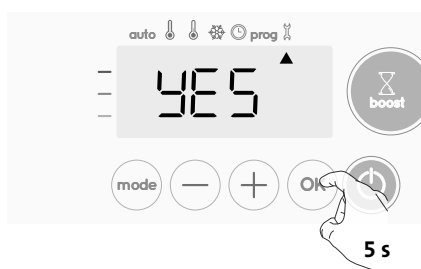 auto prog
YES
boost
mode − + OK
5 s